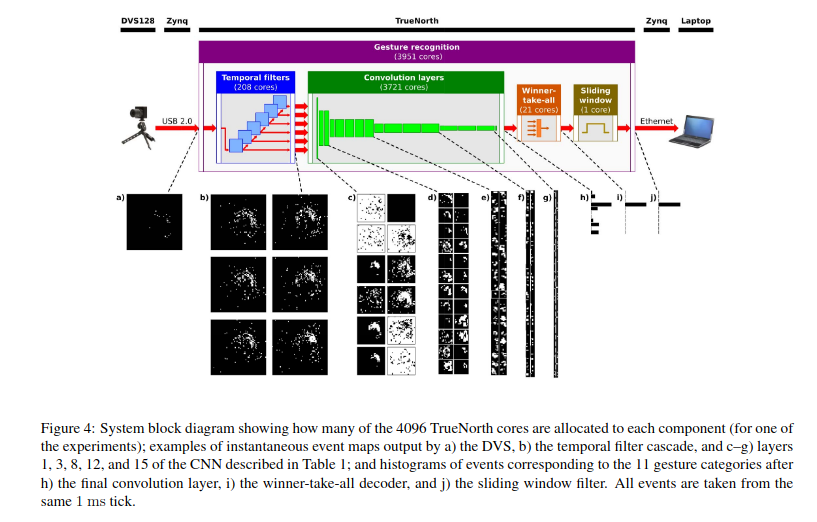 DVS128 Zynq TrueNorth Zynq Laptop
Gesture recognition
(3951 cores)
Temporal filters
(208 cores)
Convolution layers
(3721 cores)
Winner-
take-all
(21 cores)
Sliding
window
(1 core)
USB 2.0
Ethernet
a) b) c) d) e) f) g) h) i) j)
Figure 4: System block diagram showing how many of the 4096 TrueNorth cores are allocated to each component (for one of
the experiments); examples of instantaneous event maps output by a) the DVS, b) the temporal filter cascade, and c–g) layers
1, 3, 8, 12, and 15 of the CNN described in Table 1; and histograms of events corresponding to the 11 gesture categories after
h) the final convolution layer, i) the winner-take-all decoder, and j) the sliding window filter. All events are taken from the
same 1 ms tick.